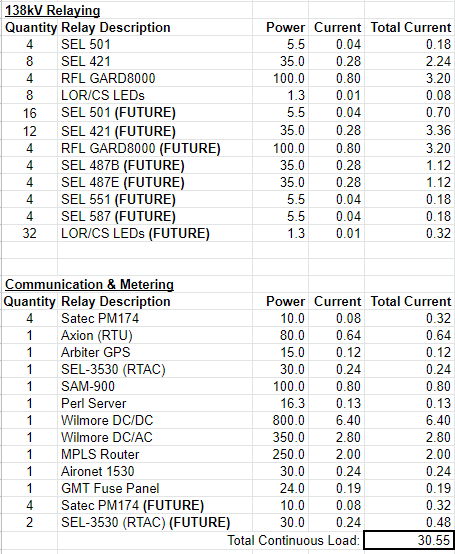 138kV Relaying
Quantity Relay Description Power Current Total Current
4 SEL 501 5.5 0.04 0.18
8 SEL 421 35.0 0.28 2.24
4 RFL GARD8000 100.0 0.80 3.20
8 LOR/CS LEDs 1.3 0.01 0.08
16 SEL 501 (FUTURE) 5.5 0.04 0.70
12 SEL 421 (FUTURE) 35.0 0.28 3.36
4 RFL GARD8000 (FUTURE) 100.0 0.80 3.20
4 SEL 487B (FUTURE) 35.0 0.28 1.12
4 SEL 487E (FUTURE) 35.0 0.28 1.12
4 SEL 551 (FUTURE) 5.5 0.04 0.18
4 SEL 587 (FUTURE) 5.5 0.04 0.18
32 LOR/CS LEDs (FUTURE) 1.3 0.01 0.32
Communication & Metering
Quantity Relay Description Power Current Total Current
4 Satec PM174 10.0 0.08 0.32
1 Axion (RTU) 80.0 0.64 0.64
1 Arbiter GPS 15.0 0.12 0.12
1 SEL-3530 (RTAC) 30.0 0.24 0.24
1 SAM-900 100.0 0.80 0.80
1 Perl Server 16.3 0.13 0.13
1 Wilmore DC/DC 800.0 6.40 6.40
1 Wilmore DC/AC 350.0 2.80 2.80
1 MPLS Router 250.0 2.00 2.00
1 Aironet 1530 30.0 0.24 0.24
1 GMT Fuse Panel 24.0 0.19 0.19
4 Satec PM174 (FUTURE) 10.0 0.08 0.32
2 SEL-3530 (RTAC) (FUTURE) 30.0 0.24 0.48
Total Continuous Load: 30.55